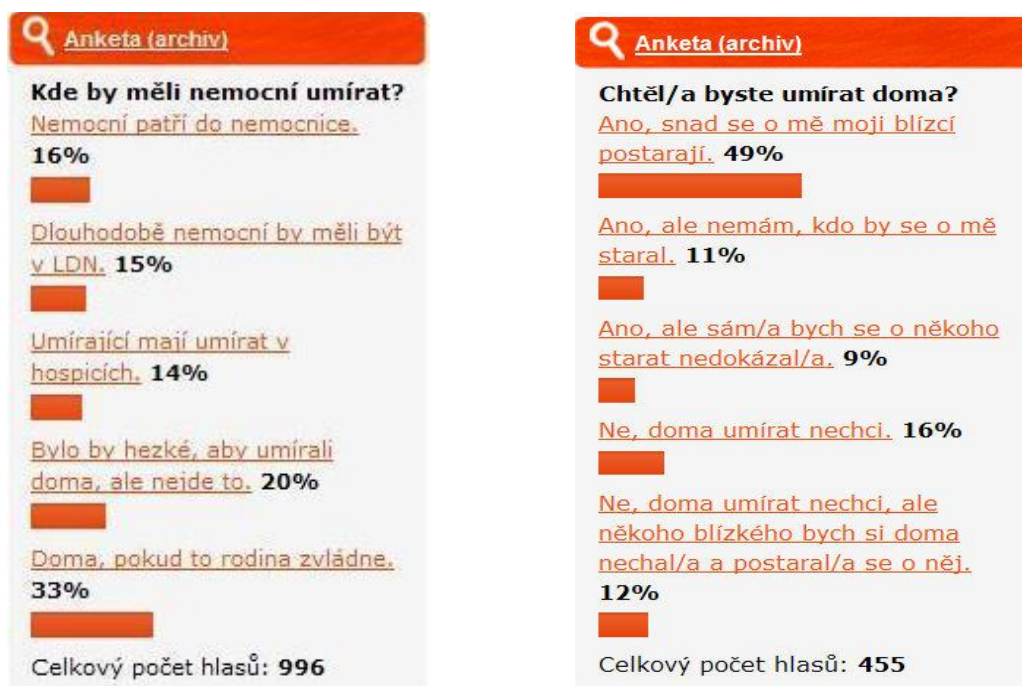 Anketa (archiv)
Kde by měli nemocní umírat?
Nemocní patří do nemocnice.
16%
Dlouhodobě nemocní by měli být
v LDN. 15%
Umírající mají umírat v
hospicích. 14%
Bylo by hezké, aby umírali
doma, ale nejde to. 20%
Doma, pokud to rodina zvládne.
33%
Celkový počet hlasů: 996
Anketa (archiv)
Chtěl/a byste umírat doma?
Ano, snad se o mě moji blízcí
postarají. 49%
Ano, ale nemám, kdo by se o mě
staral. 11%
Ano, ale sám/a bych se o někoho
starat nedokázal/a. 9%
Ne, doma umírat nechci. 16%
Ne, doma umírat nechci, ale
někoho blízkého bych si doma
nechal/a a postaral/a se o něj.
12%
Celkový počet hlasů: 455